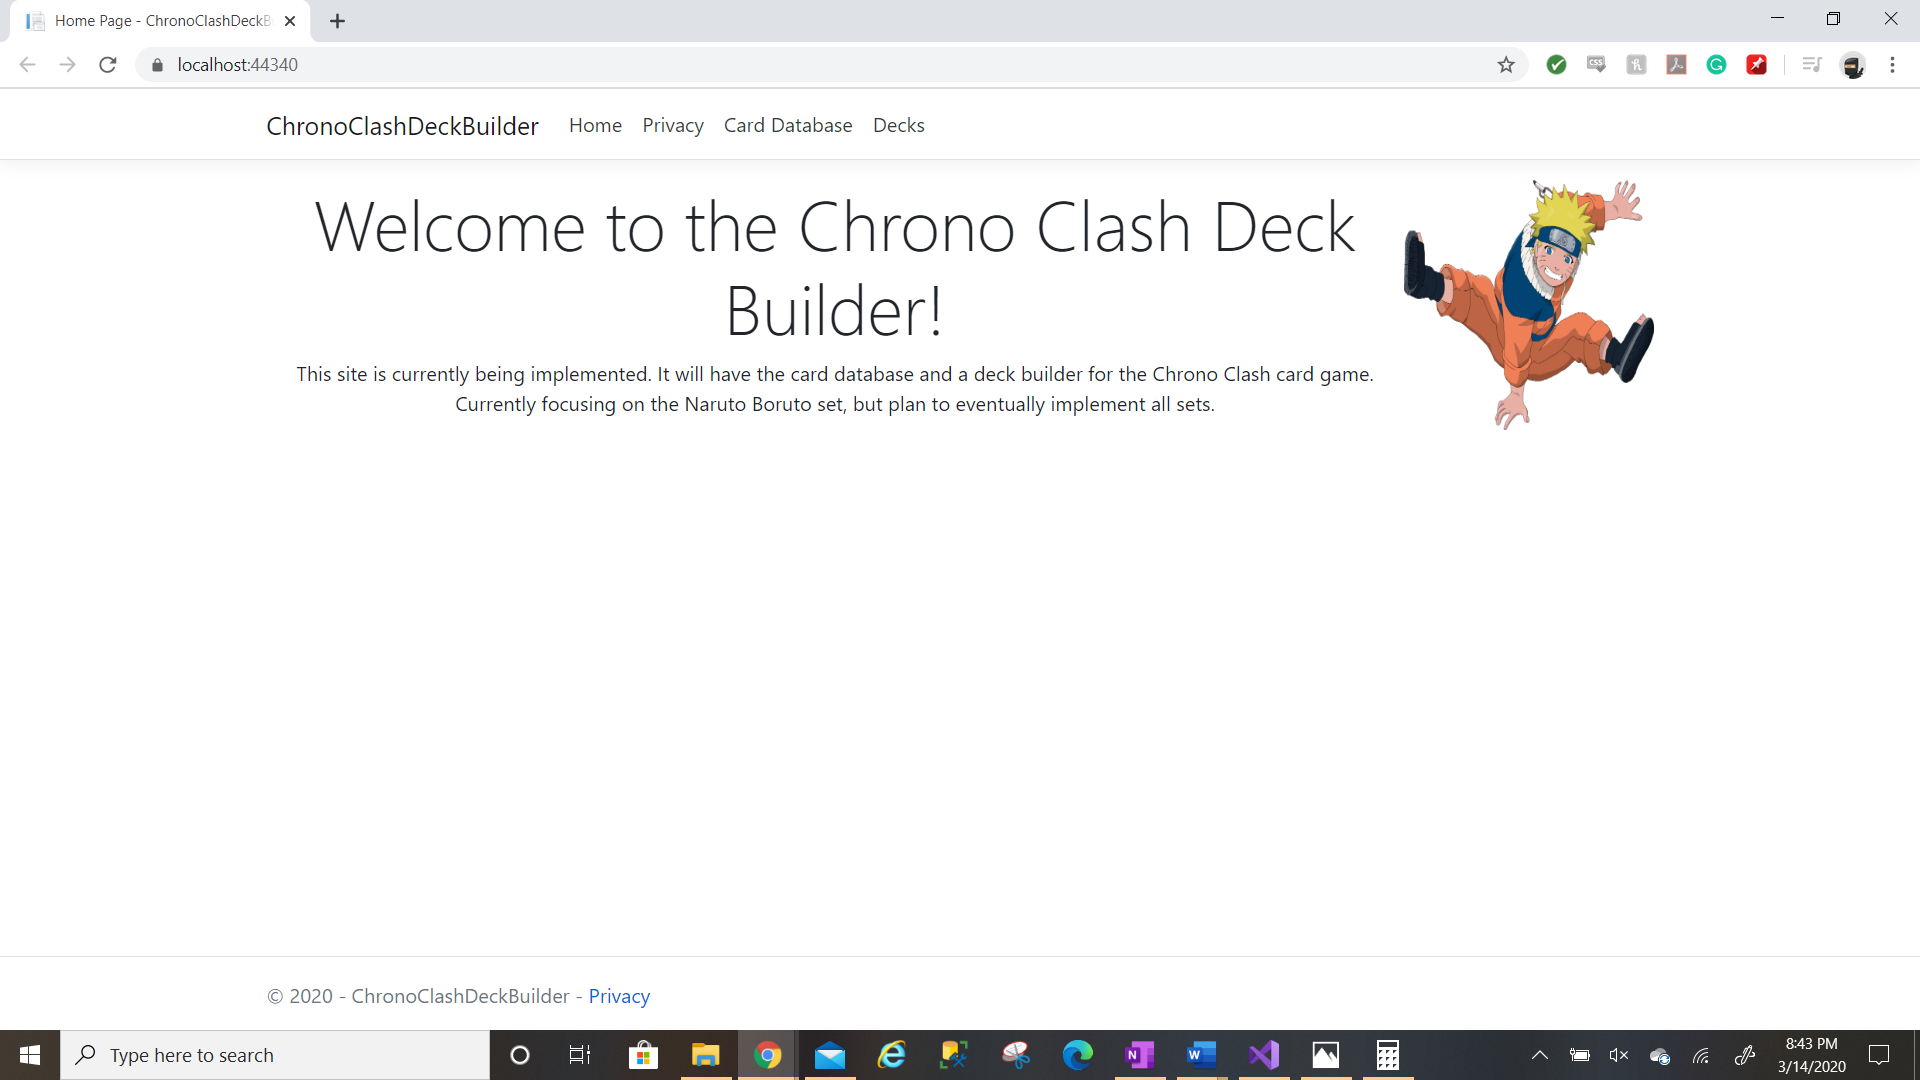 Home Page - ChronoClashDeckB
localhost:44340
CSS
ChronoClashDeckBuilder Home Privacy Card Database Decks
Welcome to the Chrono Clash Deck
Builder!
This site is currently being implemented. It will have the card database and a deck builder for the Chrono Clash card game.
Currently focusing on the Naruto Boruto set, but plan to eventually implement all sets.
© 2020 - ChronoClashDeckBuilder - Privacy
Type here to search
8:43 PM
3/14/2020